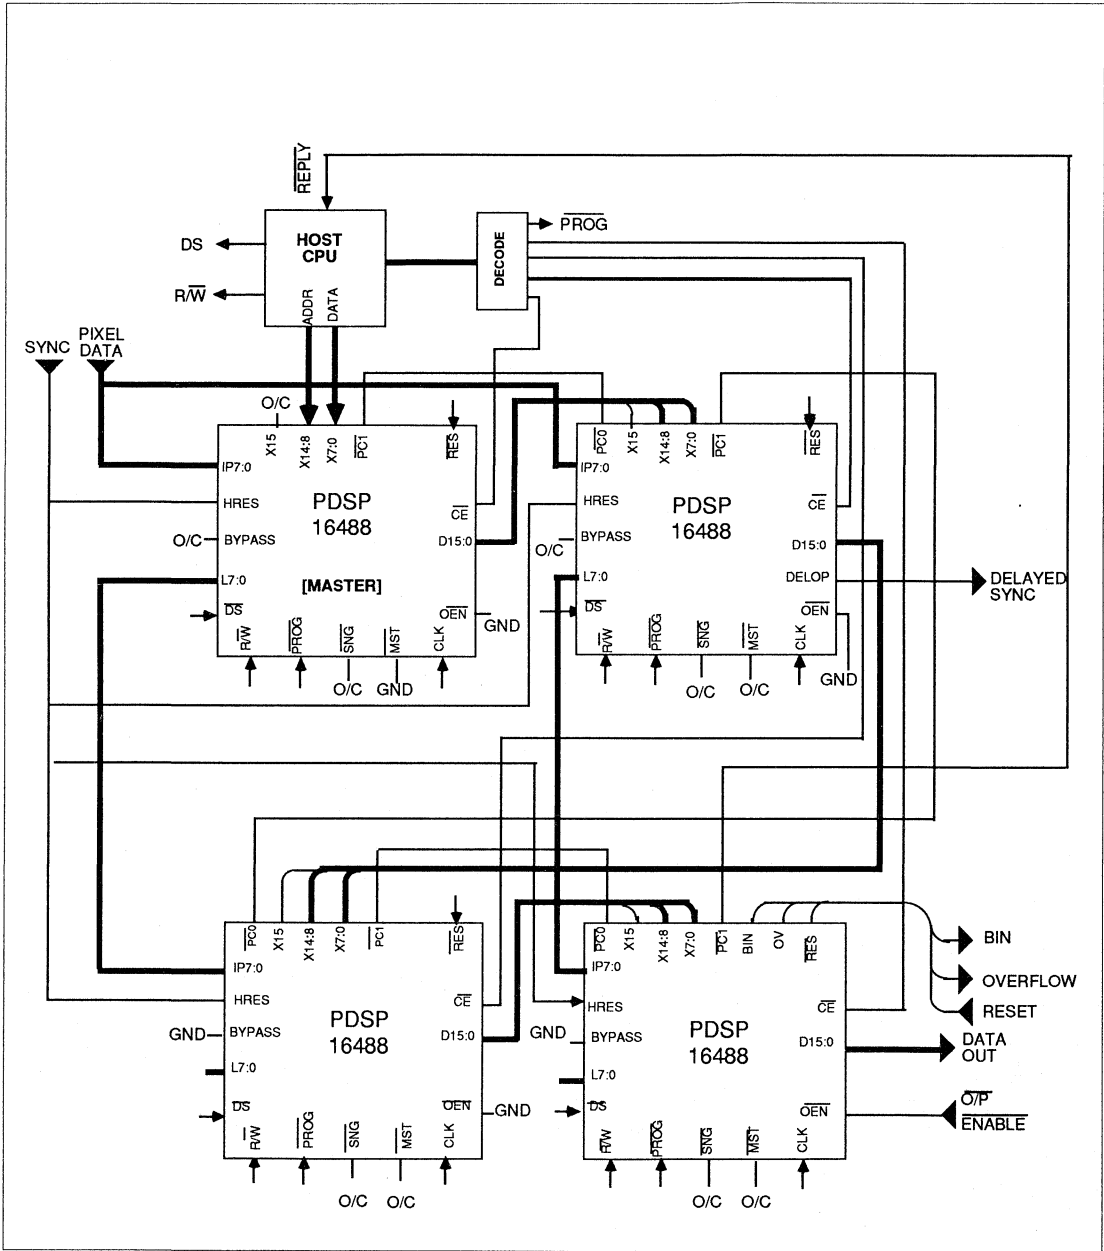 REPLY
DS
R/W
HOST
CPU
ADDR
DATA
DECODE
PROG
SYNC
PIXEL
DATA
O/C
X15
X14:8
X7:0
PC1
RES
IP7:0
HRES
BYPASS
O/C
L7:0
DS
PDSP
16488
[MASTER]
CE
D15:0
OEN
GND
R/W
PROG
SNG
MST
CLK
O/C
GND
PC0
X15
X14:8
X7:0
PC1
RES
IP7:0
HRES
BYPASS
O/C
L7:0
DS
PDSP
16488
CE
D15:0
DELOP
OEN
GND
DELAYED
SYNC
R/W
PROG
SNG
MST
CLK
O/C
O/C
PC0
X15
X14:8
X7:0
PC1
RES
IP7:0
HRES
GND
BYPASS
L7:0
DS
PDSP
16488
CE
D15:0
OEN
GND
R/W
PROG
SNG
MST
CLK
O/C
O/C
PC0
X15
X14:8
X7:0
PC1
BIN
OV
RES
IP7:0
HRES
GND
BYPASS
L7:0
DS
PDSP
16488
CE
D15:0
OEN
R/W
PROG
SNG
MST
CLK
O/C
O/C
BIN
OVERFLOW
RESET
DATA
OUT
O/P
ENABLE